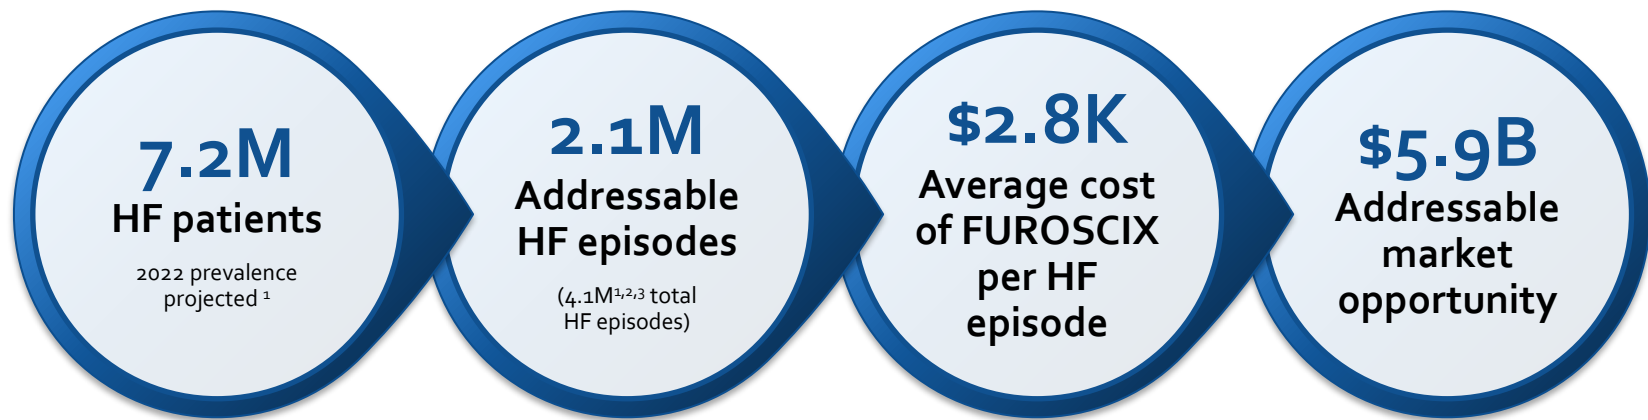 7.2M
HF patients
2022 prevalence
projected 1
2.1M
Addressable
HF episodes
(4.1M1,2,3 total
HF episodes)
$2.8K
Average cost
of FUROSCIX
per HF
episode
$5.9B
Addressable
market
opportunity